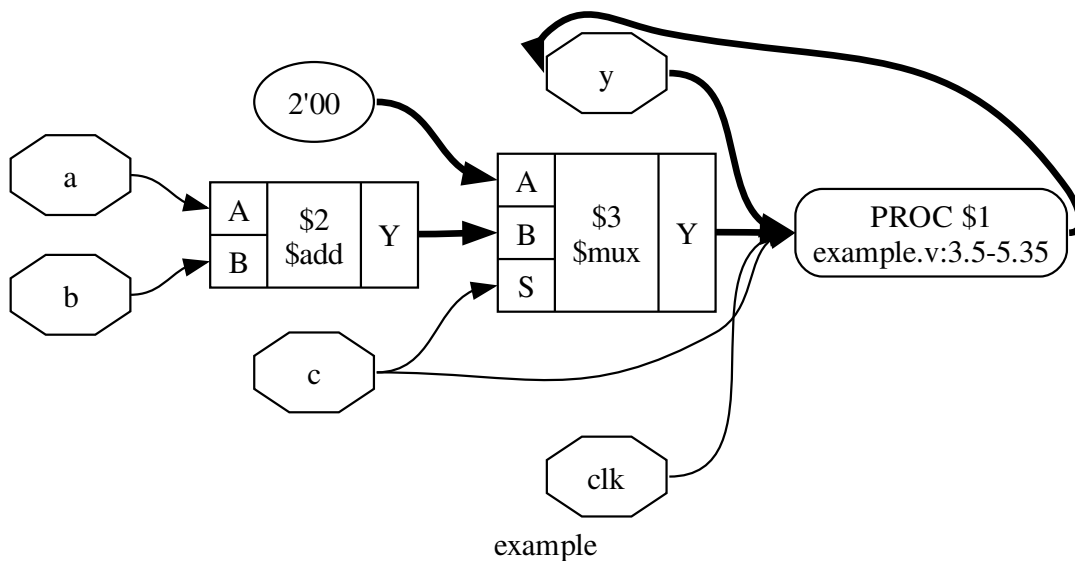 y
2'00
a
A
B
$2
$add
Y
A
B
S
$3
$mux
Y
PROC $1
example.v:3.5-5.35
b
c
clk
example